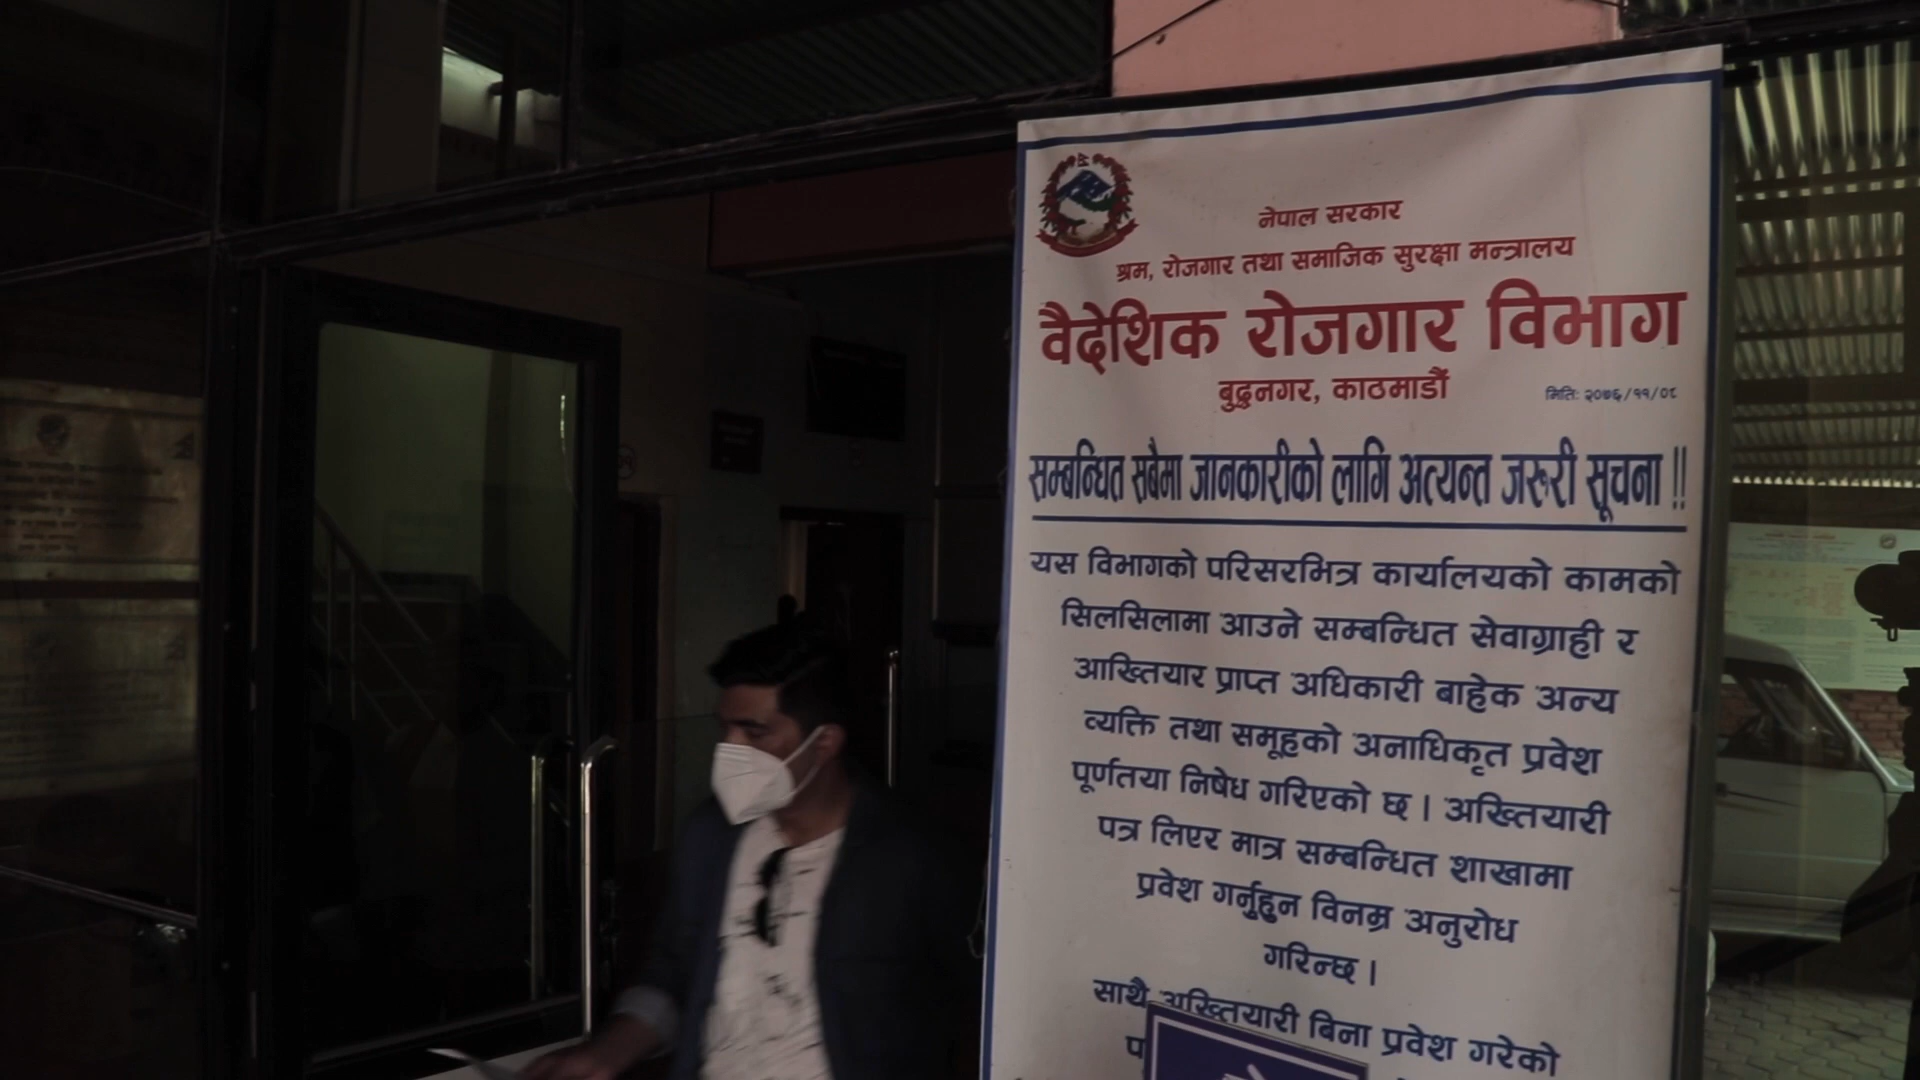 नेपाल सरकार
श्रम, रोजगार तथा समाजिक सुरक्षा मन्त्रालय
वैदेशिक रोजगार विभाग
बुद्धनगर, काठमाडौं
मितिः २०७६/११/०८
सम्बन्धित सबैमा जानकारीको लागि अत्यन्त जरूरी सूचना !!
यस विभागको परिसरभित्र कार्यालयको कामको
सिलसिलामा आउने सम्बन्धित सेवाग्राही र
आख्तियार प्राप्त अधिकारी बाहेक अन्य
व्यक्ति तथा समूहको अनाधिकृत प्रवेश
पूर्णतया निषेध गरिएको छ । अख्तियारी
पत्र लिएर मात्र सम्बन्धित शाखामा
प्रवेश गर्नुहुन विनम्र अनुरोध
गरिन्छ ।
साथै अख्तियारी बिना प्रवेश गरेको